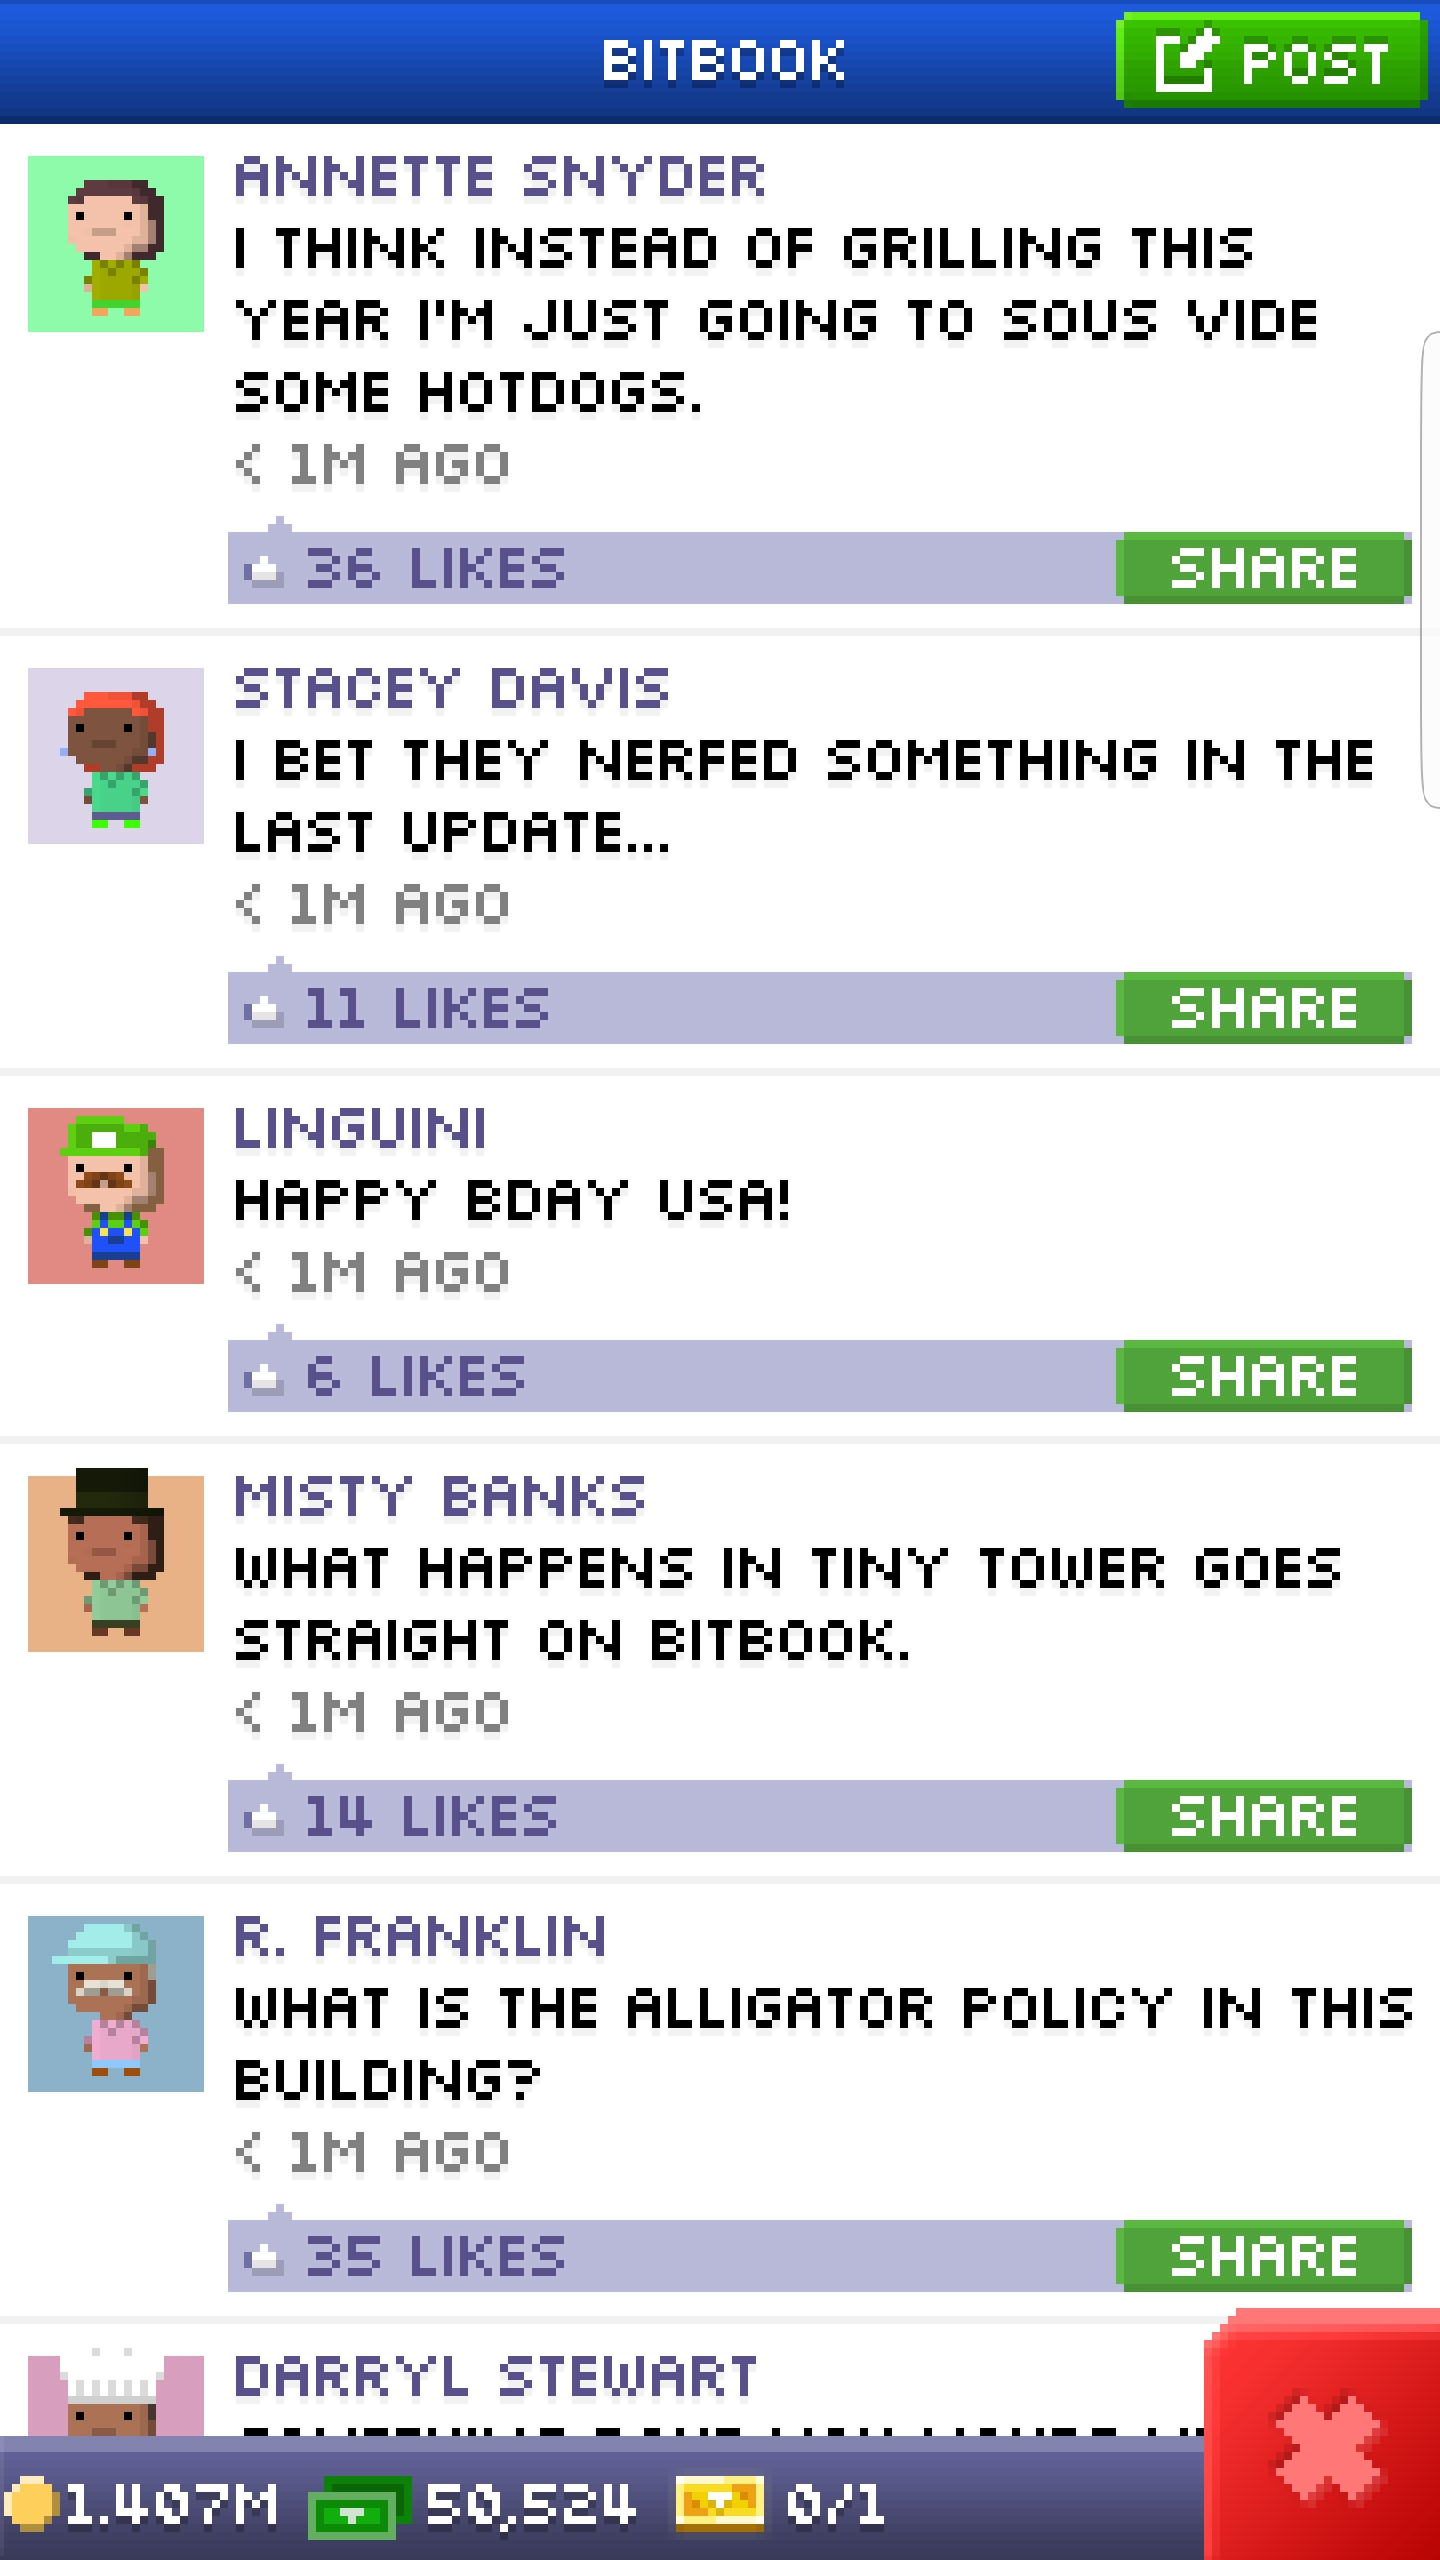 BITBOOK
POST
ANNETTE SNYDER
I THINK INSTEAD OF GRILLING THIS
YEAR I'M JUST GOING TO SOUS VIDE
SOME HOTDOGS.
< 1M AGO
36 LIKES
SHARE
STACEY DAVIS
I BET THEY NERFED SOMETHING IN THE
LAST UPDATE...
< 1M AGO
11 LIKES
SHARE
LINGUINI
HAPPY BDAY USA!
< 1M AGO
6 LIKES
SHARE
MISTY BANKS
WHAT HAPPENS IN TINY TOWER GOES
STRAIGHT ON BITBOOK.
< 1M AGO
14 LIKES
SHARE
R. FRANKLIN
WHAT IS THE ALLIGATOR POLICY IN THIS
BUILDING?
< 1M AGO
35 LIKES
SHARE
DARRYL STEWART
1.407M
50,524
0/1